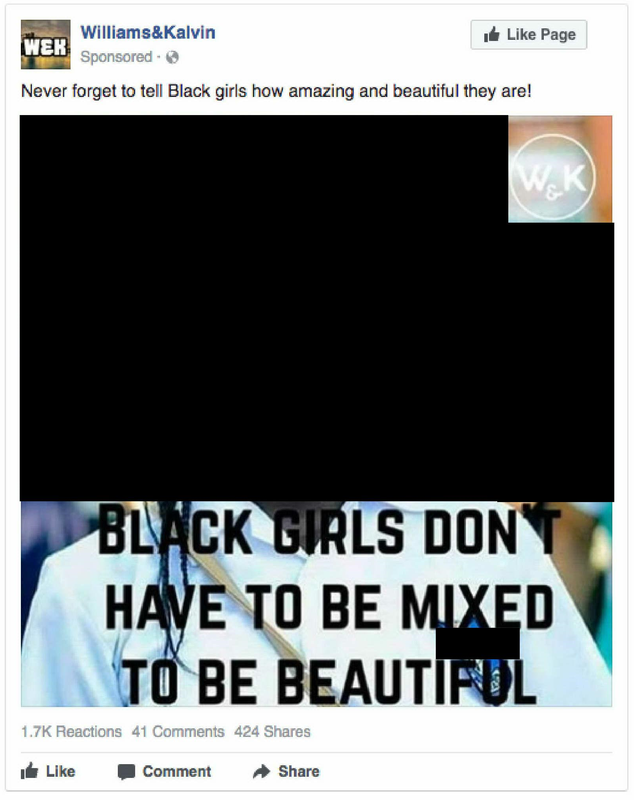 W&K
Williams&Kalvin
Like Page
Sponsored ·
Never forget to tell Black girls how amazing and beautiful they are!
W&K
BLACK GIRLS DON'T
HAVE TO BE MIXED
TO BE BEAUTIFUL
1.7K Reactions 41 Comments 424 Shares
Like Comment Share